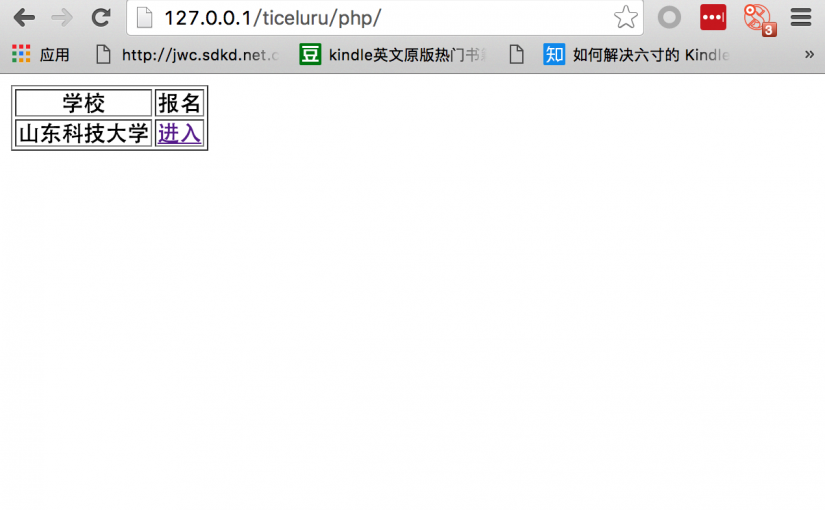 127.0.0.1/ticeluru/php/
3
应用 http://jwc.sdkd.net.c kindle英文原版热门书 知 如何解决六寸的 Kindle »
豆
学校 报名
山东科技大学 进入